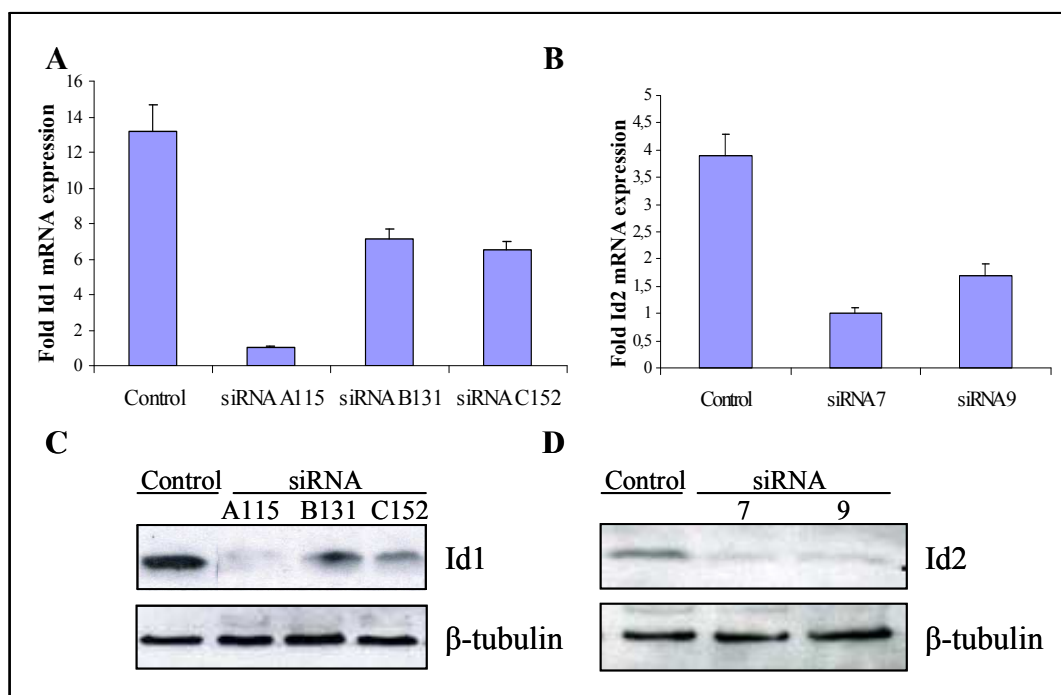 A
Fold Id1 mRNA expression
16
14
12
10
8
6
4
2
0
Control siRNA A115 siRNA B131 siRNA C152
B
Fold Id2 mRNA expression
5
4,5
4
3,5
3
2,5
2
1,5
1
0,5
0
Control siRNA7 siRNA9
C
Control siRNA
A115 B131 C152
Id1
β-tubulin
D
Control siRNA
7 9
Id2
β-tubulin